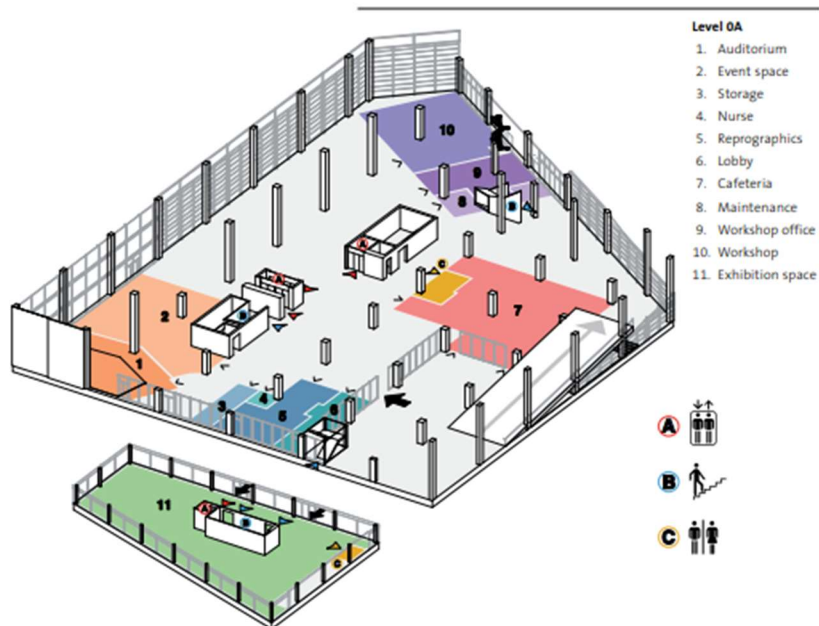 Level 0A
1. Auditorium
2. Event space
3. Storage
4. Nurse
5. Reprographics
6. Lobby
7. Cafeteria
8. Maintenance
9. Workshop office
10. Workshop
11. Exhibition space
10
9
8
B
A
C
A
7
2
B
1
4
3
5
6
A
B
C
11
A
B
C